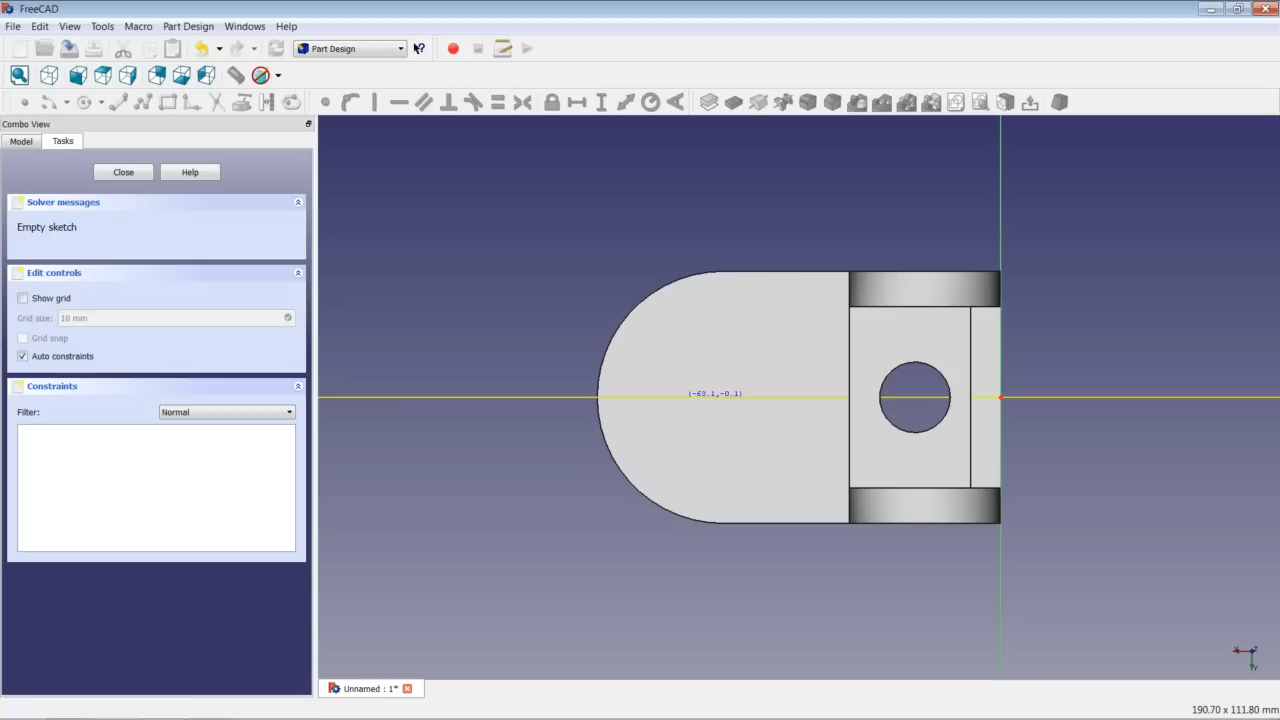 FreeCAD
File Edit View Tools Macro Part Design Windows Help
Part Design
Combo View
Model Tasks
Close Help
Solver messages
Empty sketch
Edit controls
Show grid
Grid size: 10 mm
Grid snap
Auto constraints
Constraints
Filter: Normal
(-63.1,-0.1)
Unnamed : 1*
190.70 x 111.80 mm